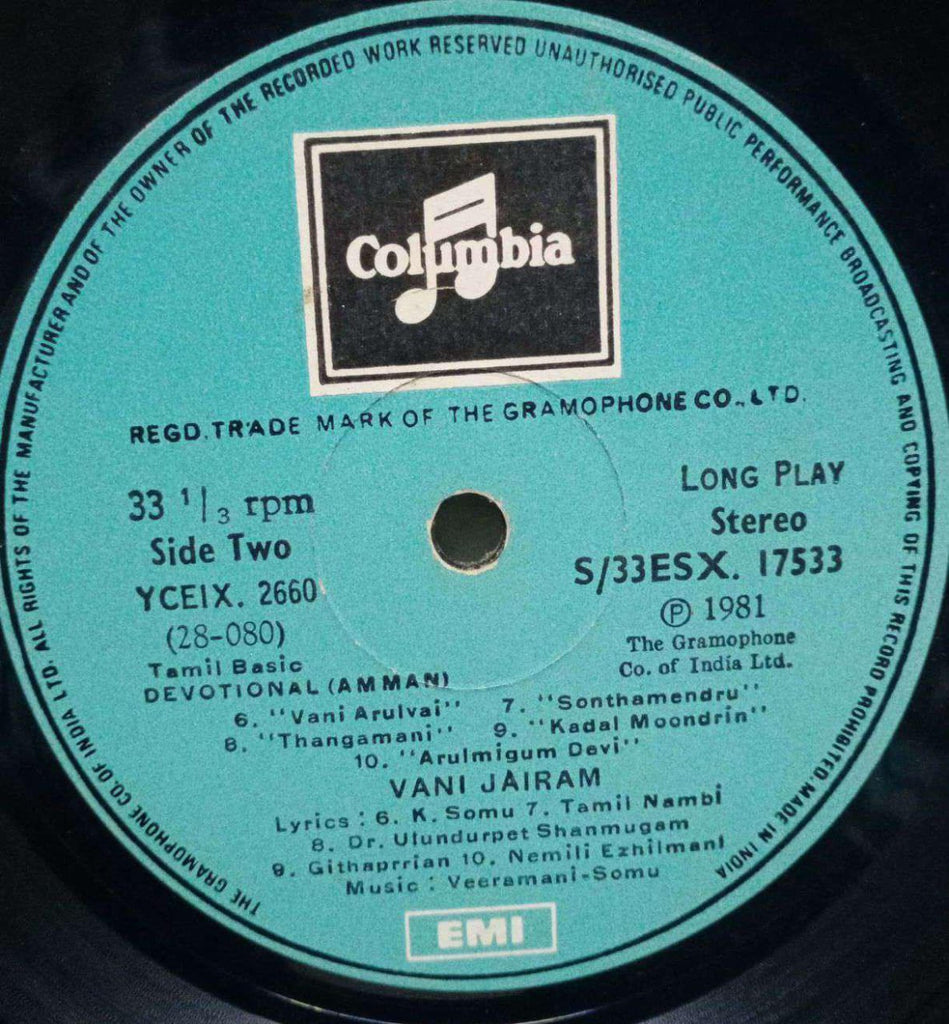 THE GRAMOPHONE CO. OF INDIA LTD. ALL RIGHTS OF THE MANUFACTURER AND OF THE OWNER OF THE RECORDED WORK RESERVED UNAUTHORISED PUBLIC PERFORMANCE BROADCASTING AND COPYING OF THIS RECORD PROHIBITED. MADE IN INDIA
Columbia
REGD. TRADE MARK OF THE GRAMOPHONE CO., LTD.
33 1/3 rpm
LONG PLAY
Side Two
Stereo
YCEIX. 2660
S/33ESX. 17533
(28-080)
℗ 1981
Tamil Basic
The Gramophone
Co. of India Ltd.
DEVOTIONAL (AMMAN)
6. "Vani Arulvai" 7. "Sonthamendru"
8. "Thangamani" 9. "Kadal Moondrin"
10. "Arulmigum Devi"
VANI JAIRAM
Lyrics : 6. K. Somu 7. Tamil Nambi
8. Dr. Ulundurpet Shanmugam
9. Githaprrian 10. Nemili Ezhilmani
Music : Veeramani-Somu
EMI